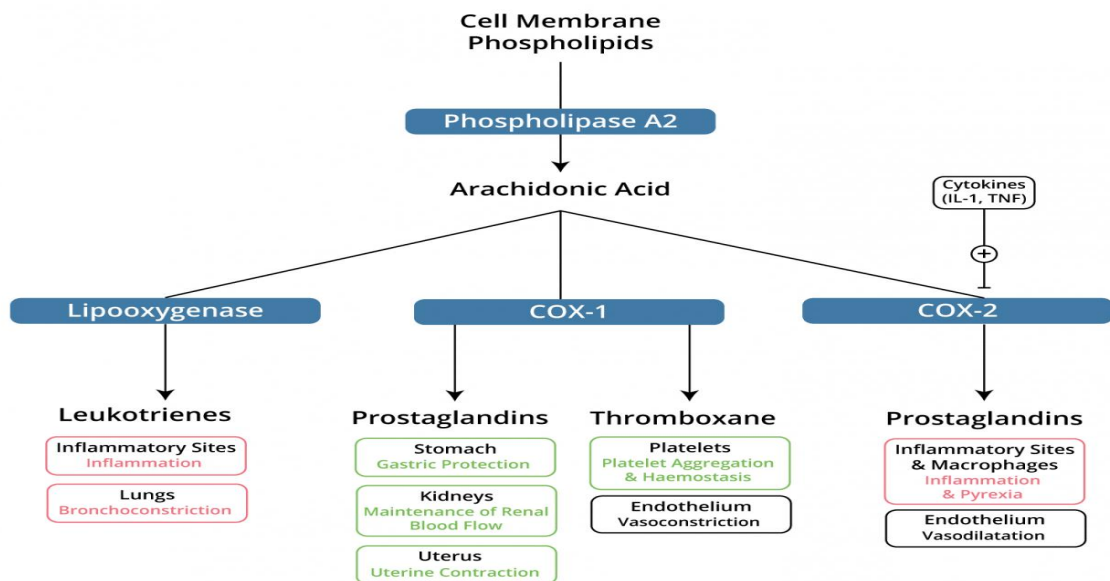 Cell Membrane
Phospholipids
Phospholipase A2
Arachidonic Acid
Cytokines
(IL-1, TNF)
+
Lipooxygenase
COX-1
COX-2
Leukotrienes
Inflammatory Sites
Inflammation
Lungs
Bronchoconstriction
Prostaglandins
Stomach
Gastric Protection
Kidneys
Maintenance of Renal
Blood Flow
Uterus
Uterine Contraction
Thromboxane
Platelets
Platelet Aggregation
& Haemostasis
Endothelium
Vasoconstriction
Prostaglandins
Inflammatory Sites
& Macrophages
Inflammation
& Pyrexia
Endothelium
Vasodilatation